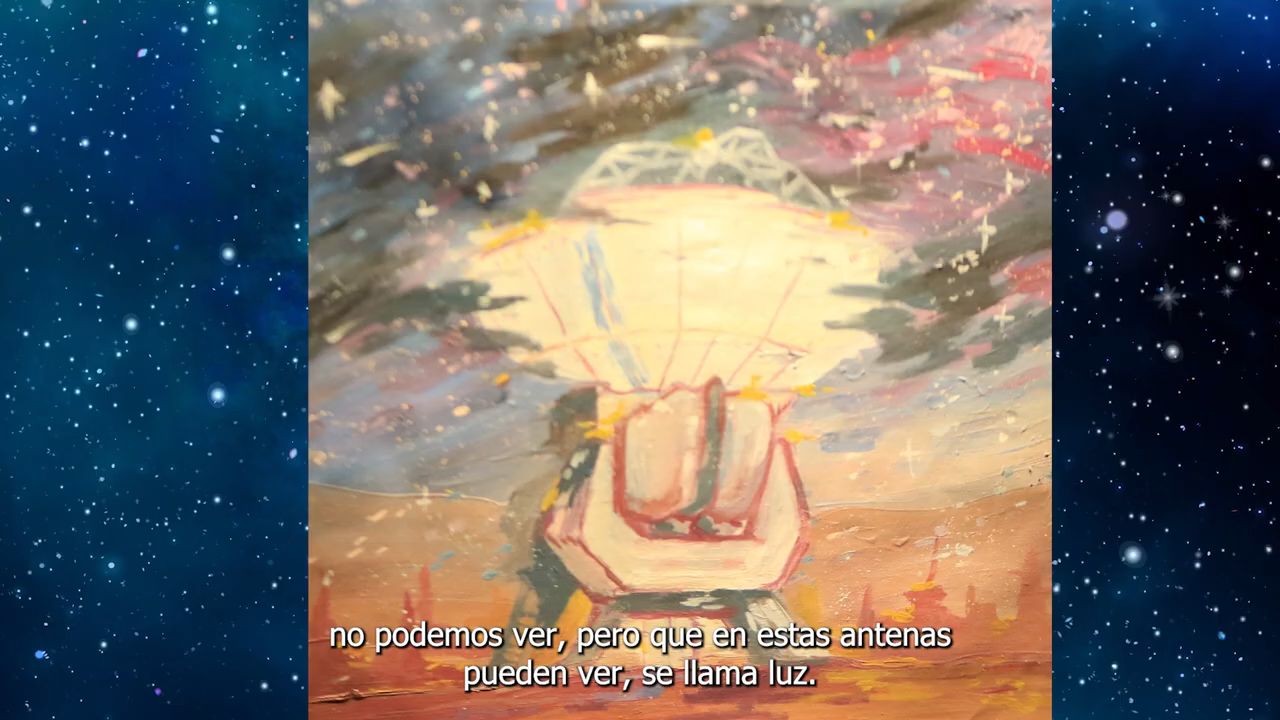 no podemos ver, pero que en estas antenas
pueden ver, se llama luz.